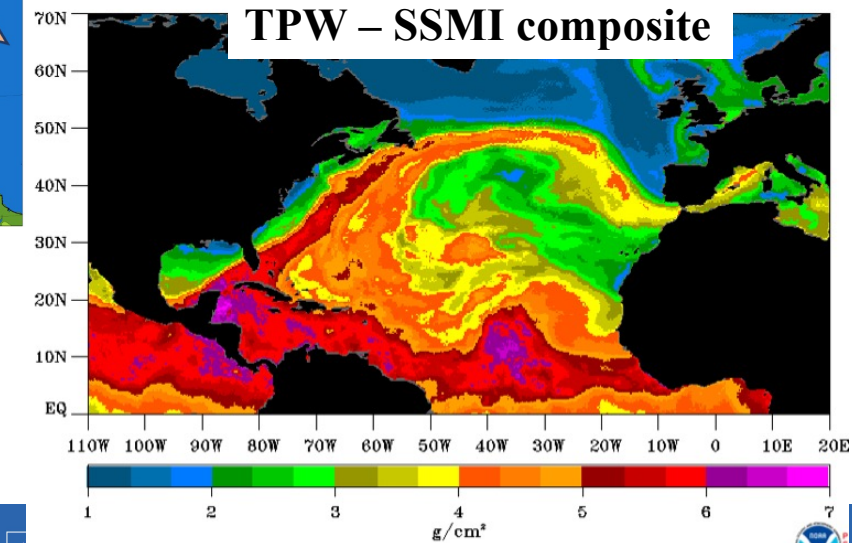 TPW – SSMI composite
70N
60N
50N
40N
30N
20N
10N
EQ
110W 100W 90W 80W 70W 60W 50W 40W 30W 20W 10W 0 10E 20E
1 2 3 4 5 6 7
g/cm²